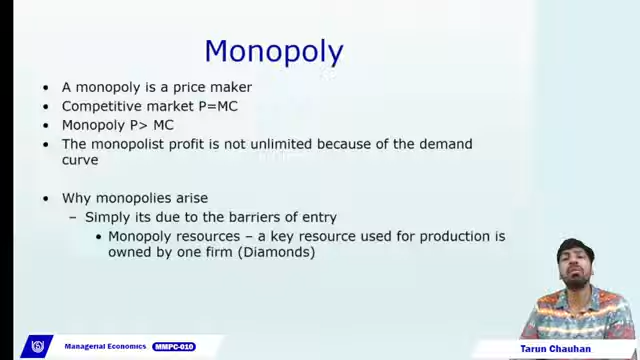 Monopoly
• A monopoly is a price maker
• Competitive market P=MC
• Monopoly P> MC
• The monopolist profit is not unlimited because of the demand
curve
• Why monopolies arise
– Simply its due to the barriers of entry
• Monopoly resources – a key resource used for production is
owned by one firm (Diamonds)
Managerial Economics MMPC-010
Tarun Chauhan